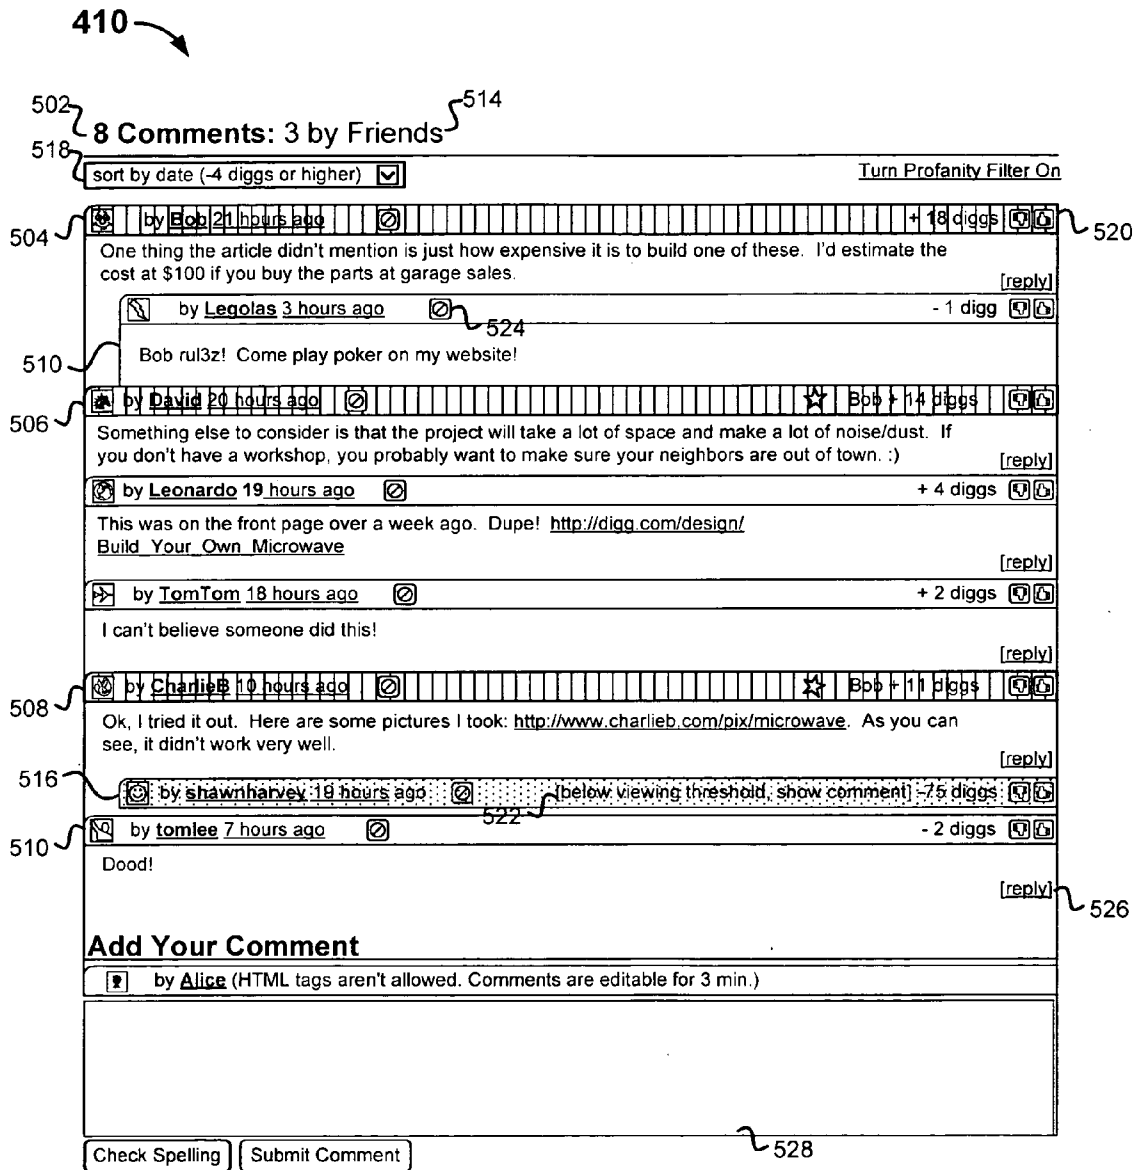 410
502
514
8 Comments: 3 by Friends
518
sort by date (-4 diggs or higher)
Turn Profanity Filter On
504
by Bob 21 hours ago + 18 diggs
520
One thing the article didn't mention is just how expensive it is to build one of these. I'd estimate the
cost at $100 if you buy the parts at garage sales.
[reply]
by Legolas 3 hours ago - 1 digg
524
510
Bob rul3z! Come play poker on my website!
by David 20 hours ago Bob + 14 diggs
506
Something else to consider is that the project will take a lot of space and make a lot of noise/dust. If
you don't have a workshop, you probably want to make sure your neighbors are out of town. :)
[reply]
by Leonardo 19 hours ago + 4 diggs
This was on the front page over a week ago. Dupe! http://digg.com/design/
Build_Your_Own_Microwave
[reply]
by TomTom 18 hours ago + 2 diggs
I can't believe someone did this!
[reply]
by CharlieB 10 hours ago Bob + 11 diggs
508
Ok, I tried it out. Here are some pictures I took: http://www.charlieb.com/pix/microwave. As you can
see, it didn't work very well.
[reply]
516
by shawnharvey 19 hours ago [below viewing threshold, show comment] -75 diggs
522
510
by tomlee 7 hours ago - 2 diggs
Dood!
[reply]
526
Add Your Comment
by Alice (HTML tags aren't allowed. Comments are editable for 3 min.)
528
Check Spelling Submit Comment